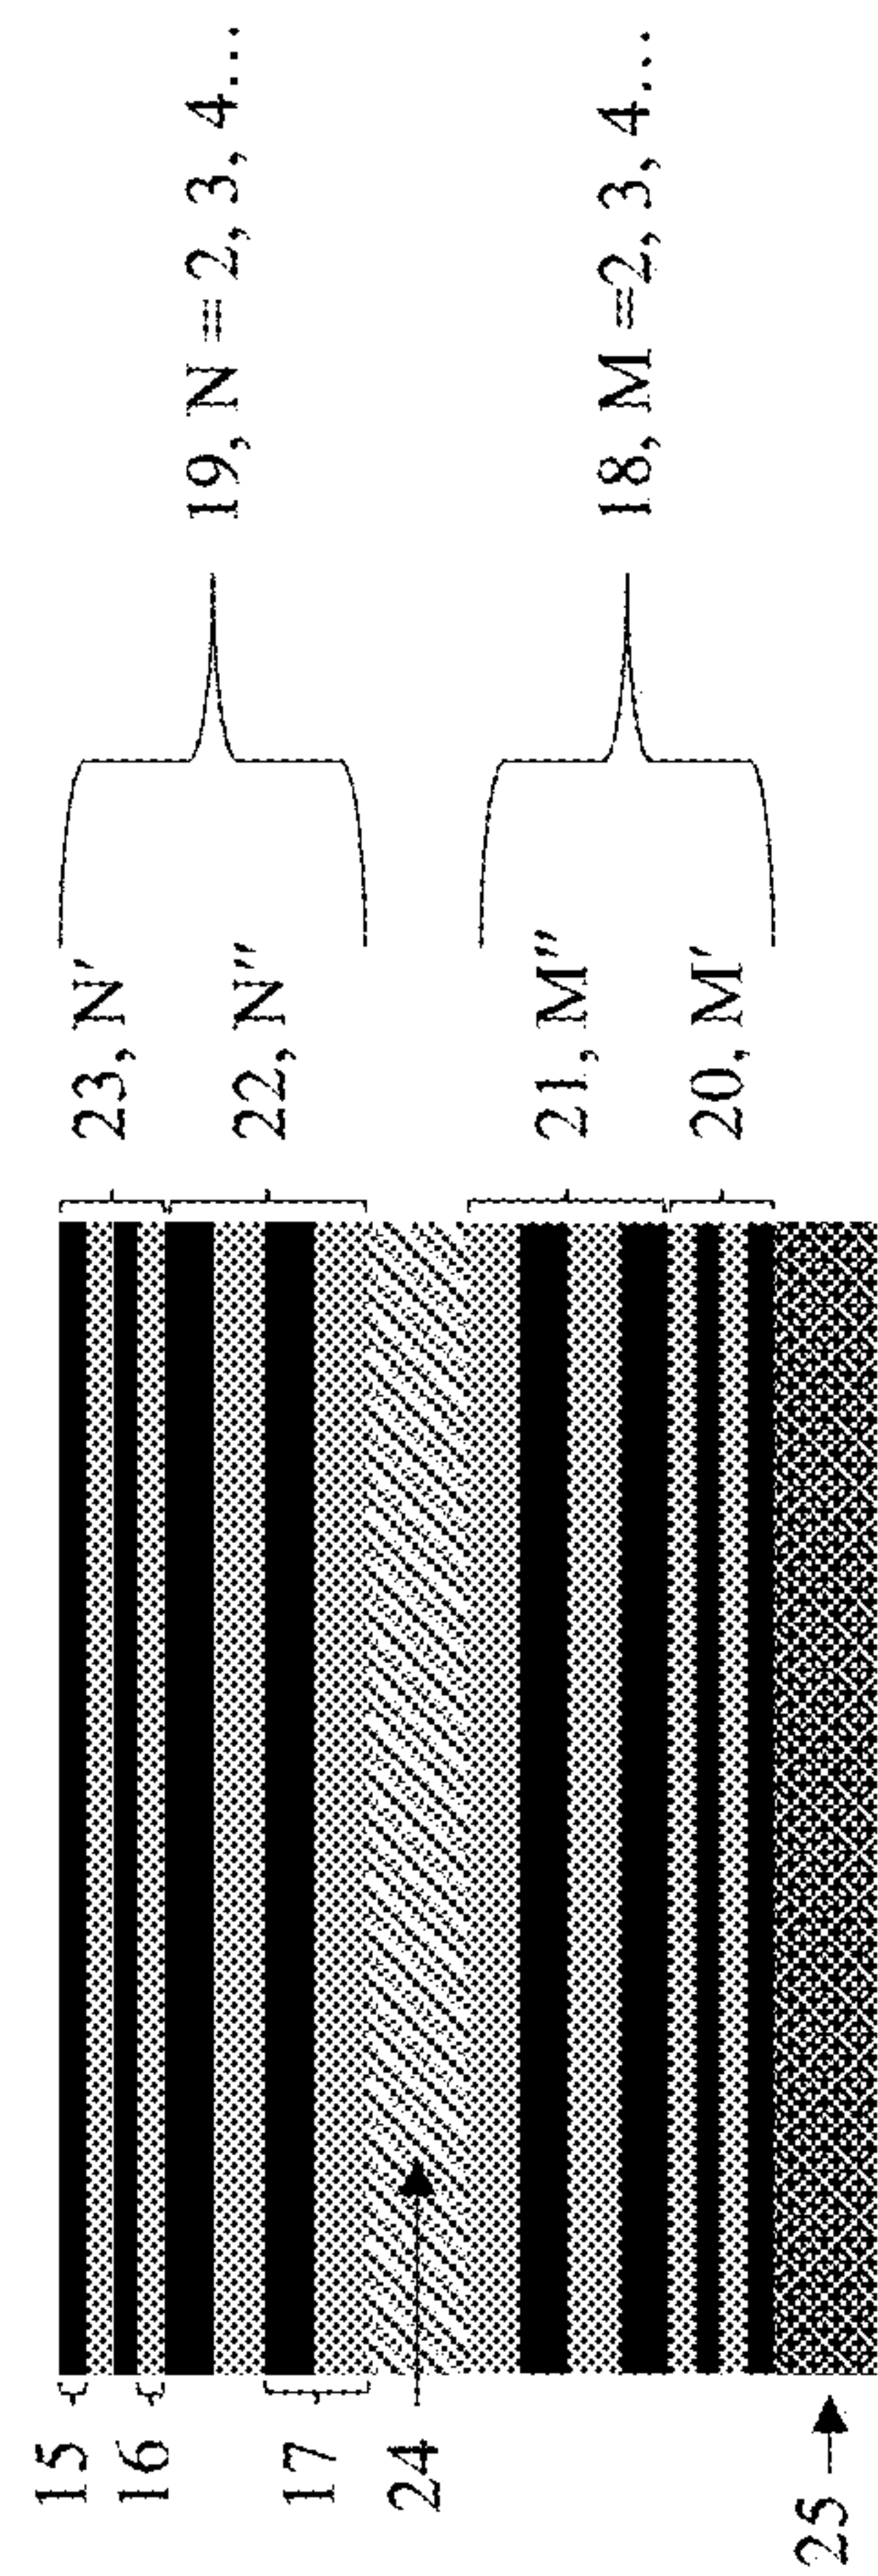 15
16
17
24
25
23, N′
22, N″
21, M″
20, M′
19, N = 2, 3, 4...
18, M =2, 3, 4...